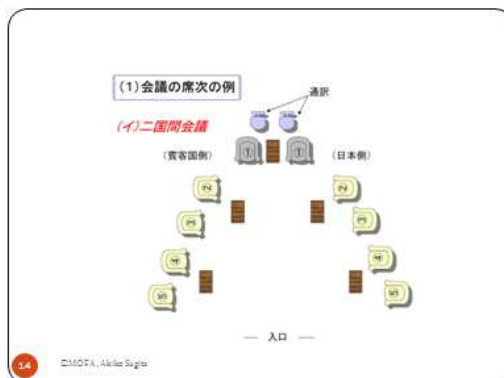 (1)会議の席次の例
通訳
(イ)二国間会議
① ①
(賓客国側) (日本側)
② ②
③ ③
④ ④
⑤ ⑤
― 入口 ―
14 ©MOFA, Akiko Sugita